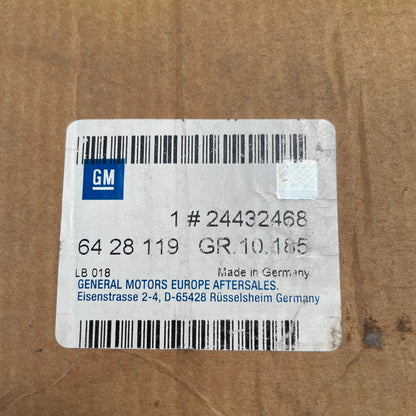 GM
1 # 24432468
64 28 119 GR.10.185
LB 018 Made in Germany
GENERAL MOTORS EUROPE AFTERSALES.
Eisenstrasse 2-4, D-65428 Rüsselsheim Germany